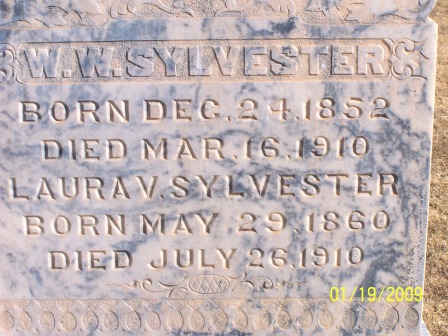 W. W. SYLVESTER
BORN DEC. 24, 1852
DIED MAR. 16, 1910
LAURA V. SYLVESTER
BORN MAY 29, 1860
DIED JULY 26, 1910
01/19/2009